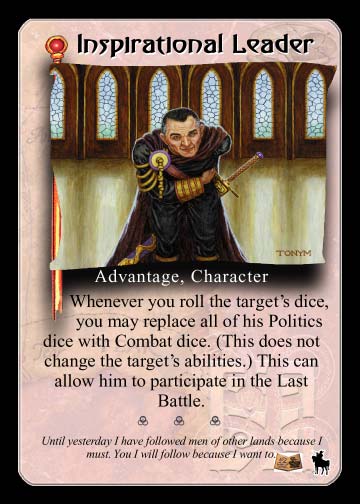 Inspirational Leader
TONYM
Advantage, Character
Whenever you roll the target's dice,
you may replace all of his Politics
dice with Combat dice. (This does not
change the target's abilities.) This can
allow him to participate in the Last
Battle.
Until yesterday I have followed men of other lands because I
must. You I will follow because I want to.